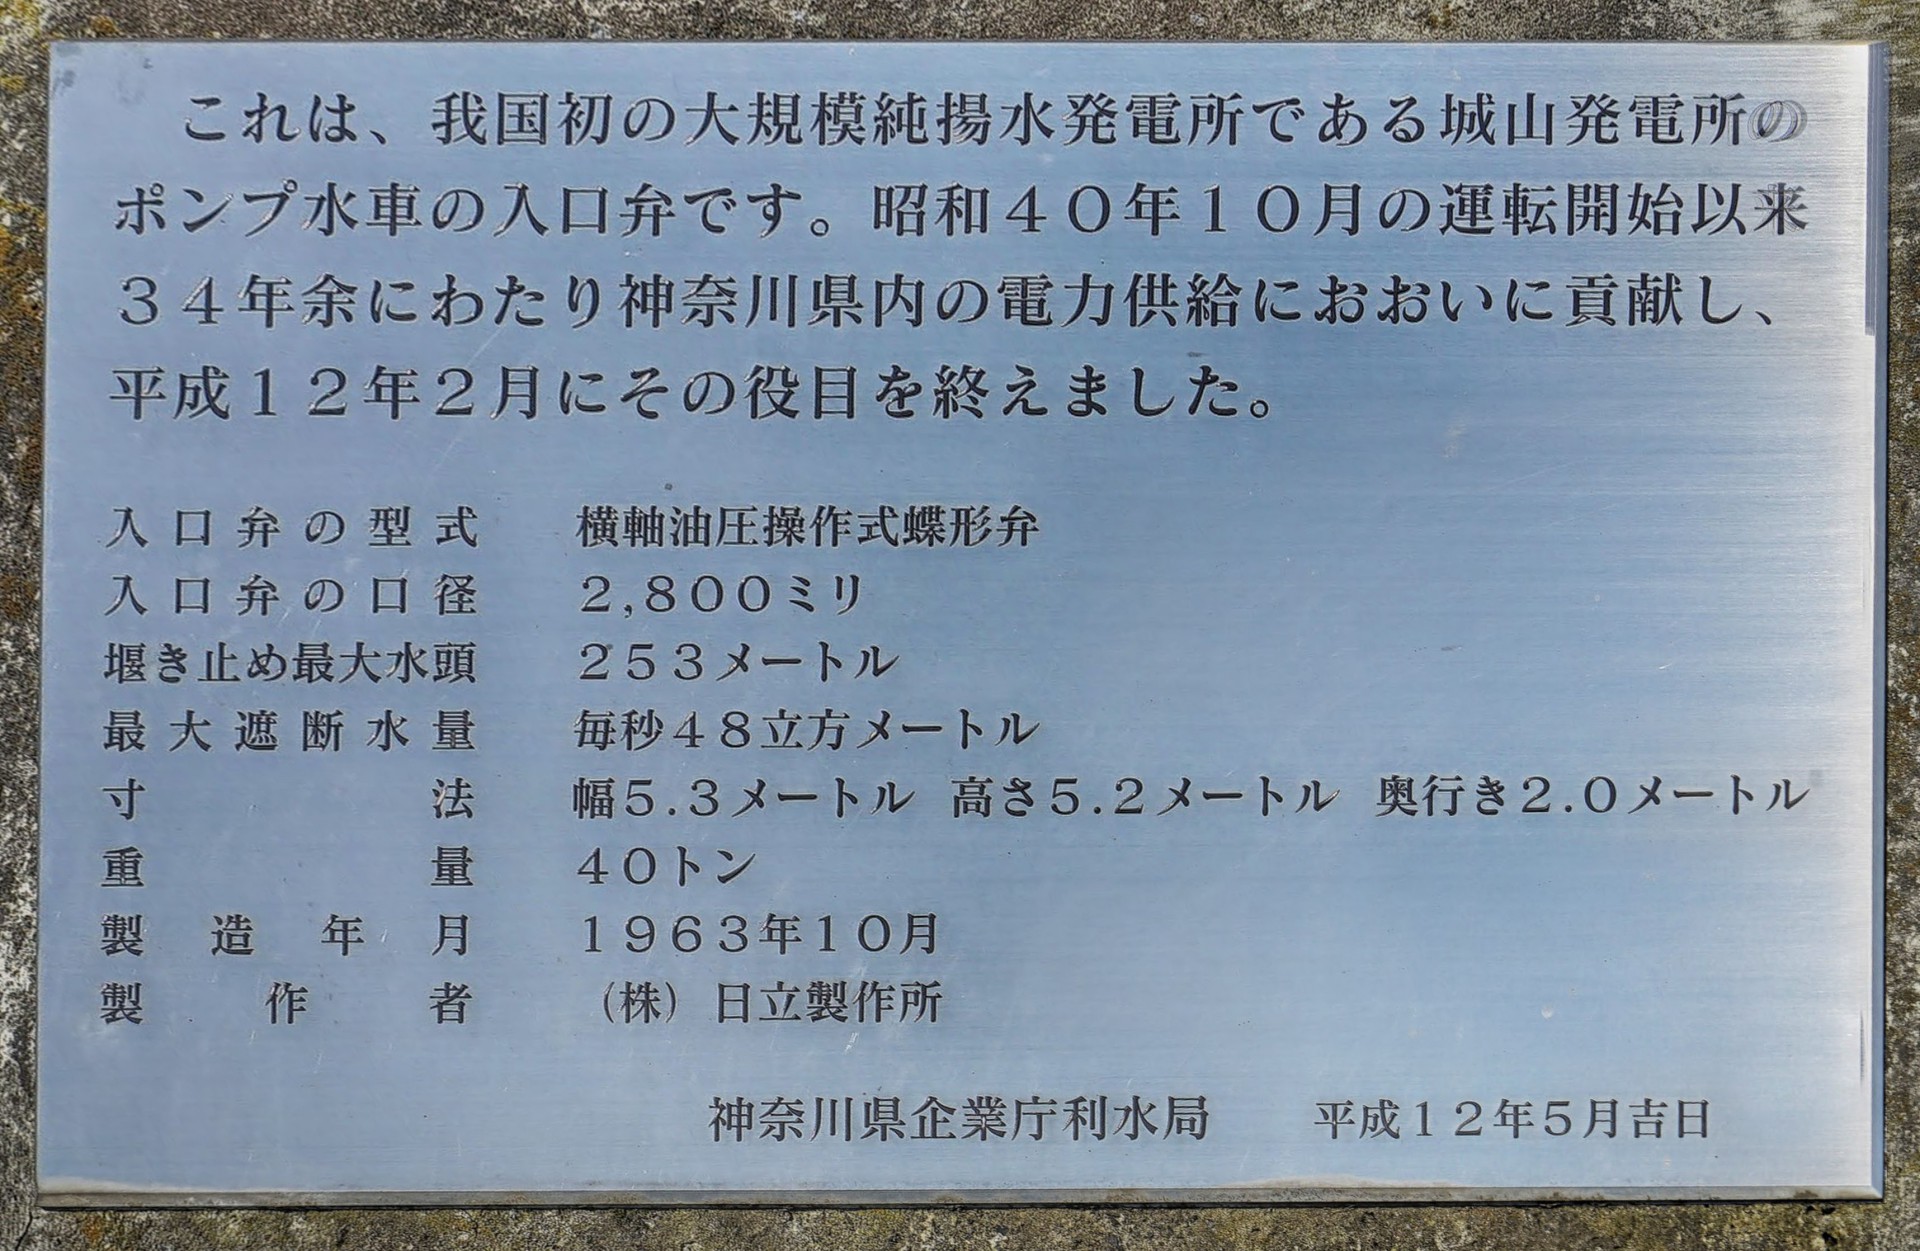 これは、我国初の大規模純揚水発電所である城山発電所の
ポンプ水車の入口弁です。昭和４０年１０月の運転開始以来
３４年余にわたり神奈川県内の電力供給におおいに貢献し、
平成１２年２月にその役目を終えました。
入口弁の型式　横軸油圧操作式蝶形弁
入口弁の口径　２,８００ミリ
堰き止め最大水頭　２５３メートル
最大遮断水量　毎秒４８立方メートル
寸法　幅５.３メートル　高さ５.２メートル　奥行き２.０メートル
重量　４０トン
製造年月　１９６３年１０月
製作者　（株）日立製作所
神奈川県企業庁利水局　平成１２年５月吉日